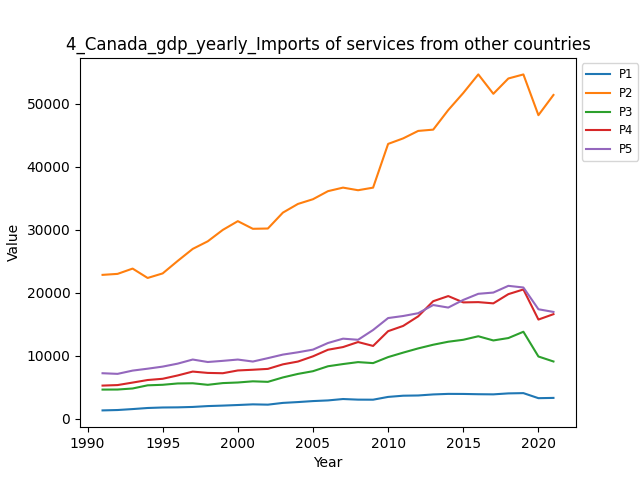 4_Canada_gdp_yearly_Imports of services from other countries
P1
P2
P3
P4
P5
50000
40000
30000
20000
10000
0
Value
1990
1995
2000
2005
2010
2015
2020
Year